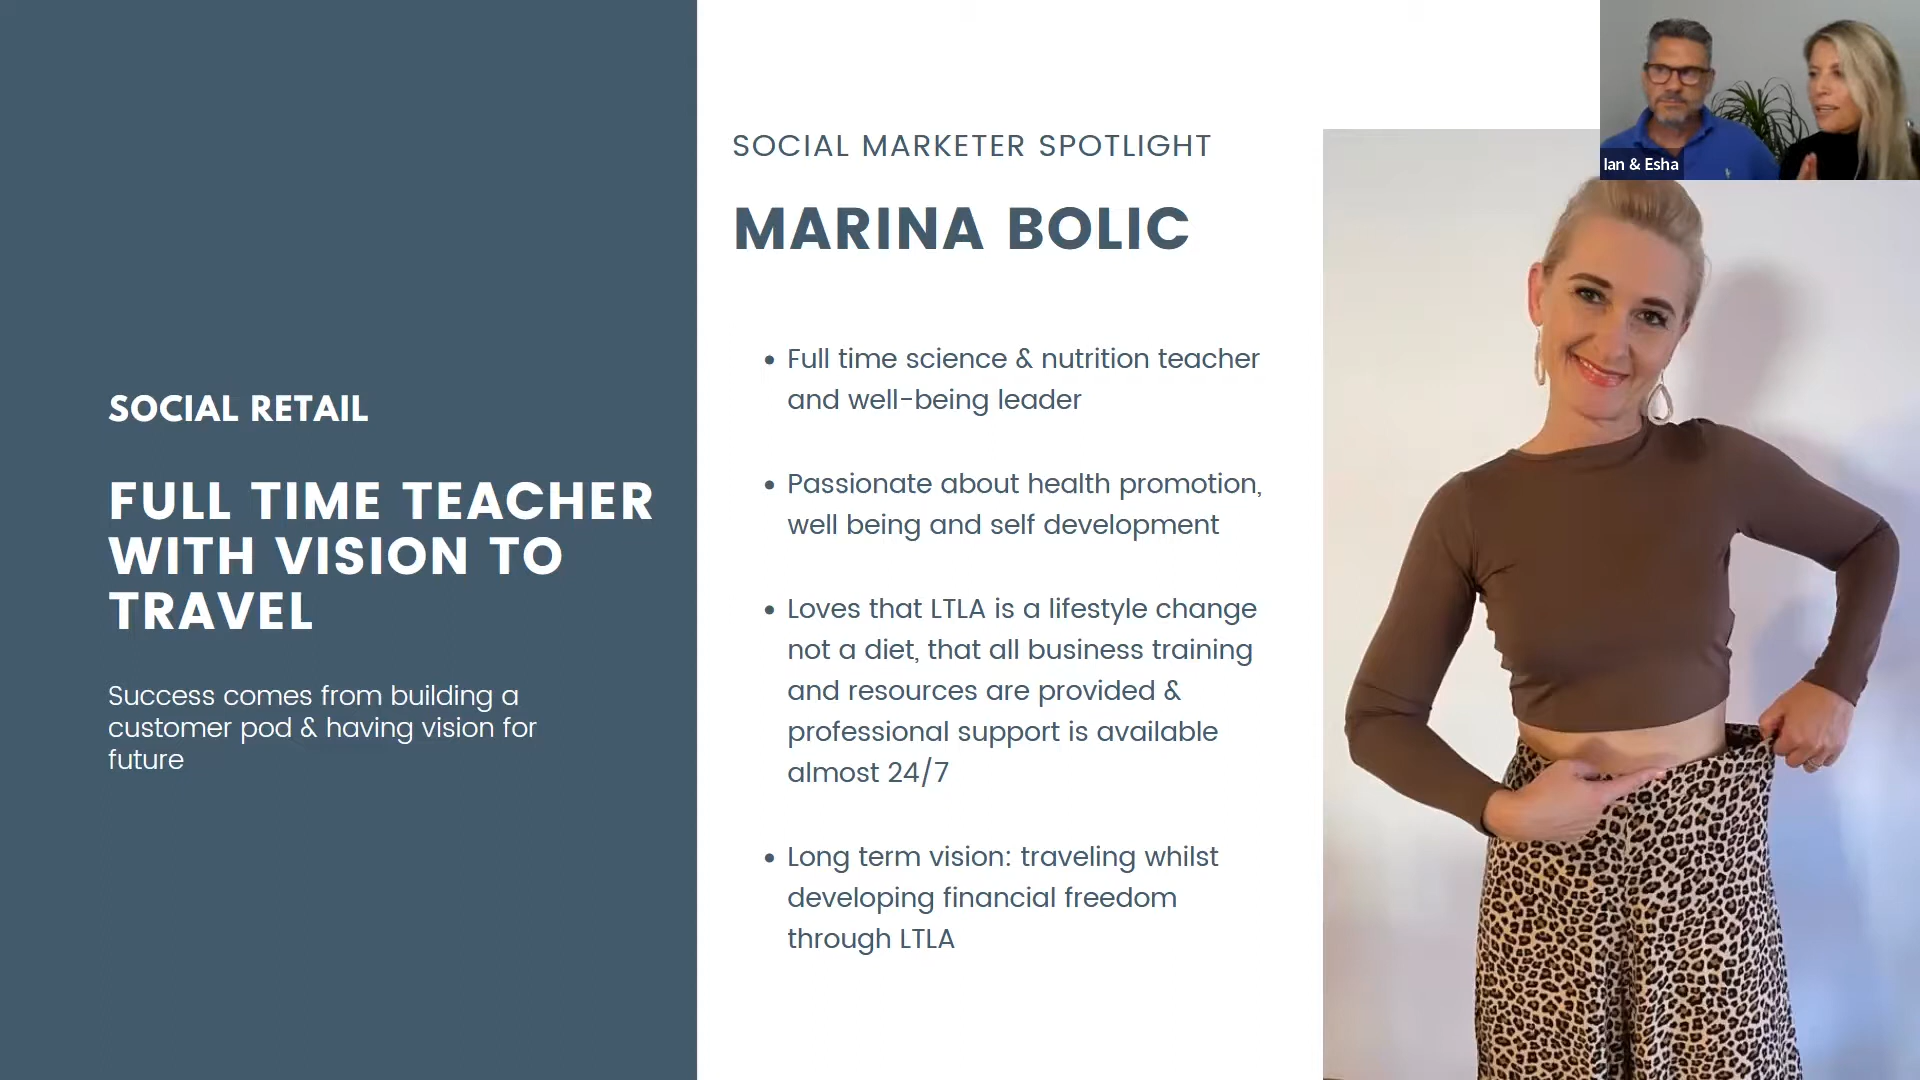 SOCIAL RETAIL
FULL TIME TEACHER
WITH VISION TO
TRAVEL
Success comes from building a
customer pod & having vision for
future
SOCIAL MARKETER SPOTLIGHT
MARINA BOLIC
• Full time science & nutrition teacher
and well-being leader
• Passionate about health promotion,
well being and self development
• Loves that LTLA is a lifestyle change
not a diet, that all business training
and resources are provided &
professional support is available
almost 24/7
• Long term vision: traveling whilst
developing financial freedom
through LTLA
Ian & Esha